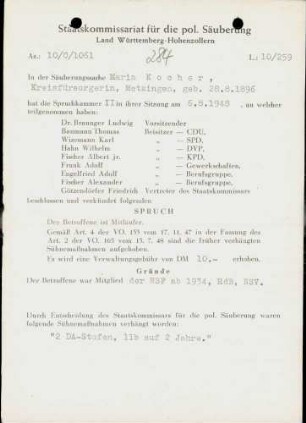 Staatskommissariat für die pol. Säuberung
Land Württemberg-Hohenzollern
Az.: 10/0/1061
284
L.: 10/259
In der Säuberungssache Maria Kocher,
Kreisfürsorgerin, Metzingen, geb. 28.8.1896
hat die Spruchkammer II in ihrer Sitzung am 6.8.1948, an welcher
teilgenommen haben:
Dr. Bennager Ludwig Vorsitzender
Renmann Thomas Beisitzer – CDU,
Wizemann Karl „ – SPD,
Hahn Wilhelm „ – DVP,
Fischer Albert jr. „ – KPD,
Frank Adolf „ – Gewerkschaften,
Engelfried Adolf „ – Berufsgruppe,
Fischer Alexander „ – Berufsgruppe,
Götzendörfer Friedrich Vertreter des Staatskommissars
beschlossen und verkündet folgenden
SPRUCH
Der Betroffene ist Mitläufer.
Gemäß Art. 4 der VO. 133 vom 17. 11. 47 in der Fassung des
Art. 2 der VO. 165 vom 13. 7. 48 sind die früher verhängten
Sühnemaßnahmen aufgehoben.
Es wird eine Verwaltungsgebühr von DM 10.– erhoben.
Gründe
Der Betroffene war Mitglied der NSF ab 1934, RdB, NSV.
Durch Entscheidung des Staatskommissars für die pol. Säuberung waren
folgende Sühnemaßnahmen verhängt worden:
"2 DA-Stufen, 11b auf 2 Jahre."